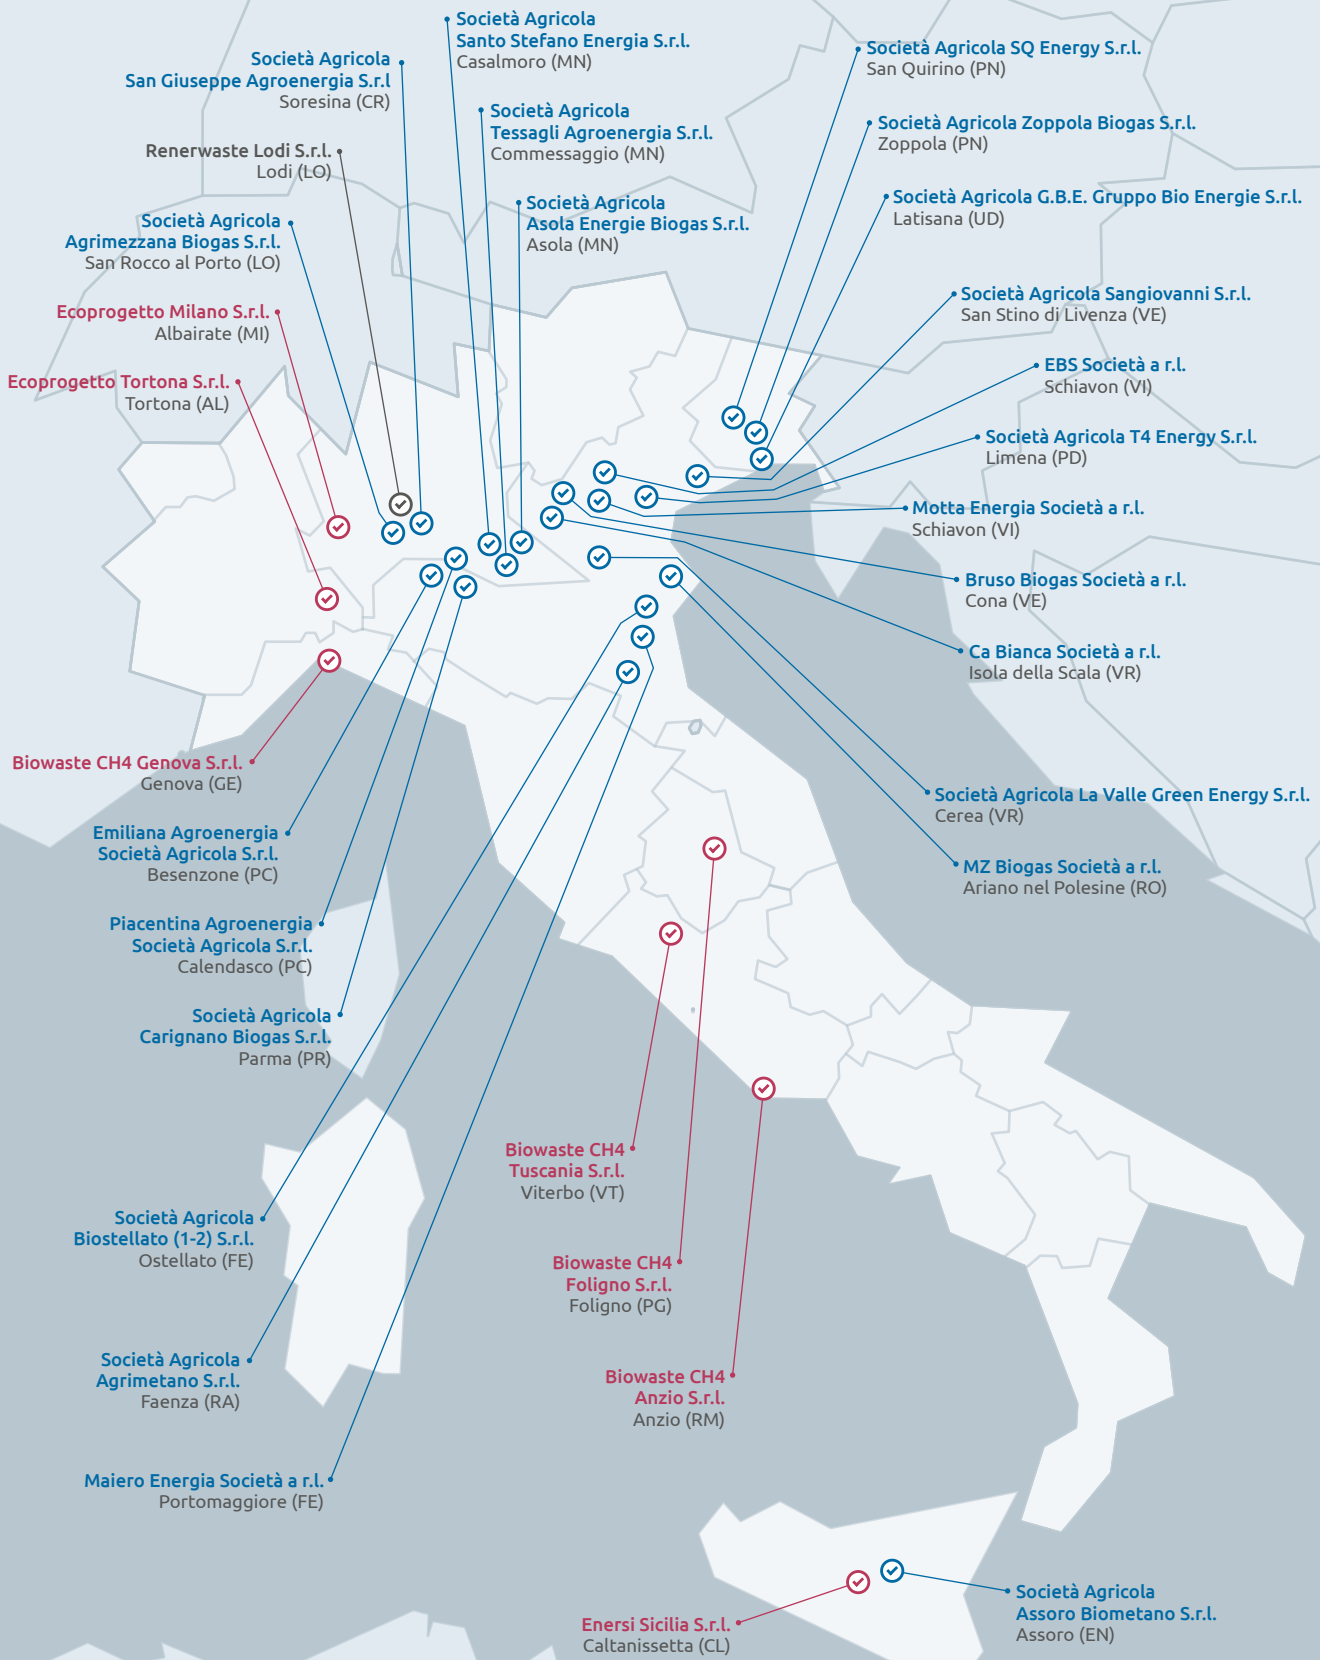 Società Agricola
Santo Stefano Energia S.r.l.
Casalmoro (MN)
Società Agricola
San Giuseppe Agroenergia S.r.l
Soresina (CR)
Società Agricola
Tessagli Agroenergia S.r.l.
Commessaggio (MN)
Renerwaste Lodi S.r.l.
Lodi (LO)
Società Agricola
Asola Energie Biogas S.r.l.
Asola (MN)
Società Agricola
Agrimezzana Biogas S.r.l.
San Rocco al Porto (LO)
Ecoprogetto Milano S.r.l.
Albairate (MI)
Ecoprogetto Tortona S.r.l.
Tortona (AL)
Società Agricola SQ Energy S.r.l.
San Quirino (PN)
Società Agricola Zoppola Biogas S.r.l.
Zoppola (PN)
Società Agricola G.B.E. Gruppo Bio Energie S.r.l.
Latisana (UD)
Società Agricola Sangiovanni S.r.l.
San Stino di Livenza (VE)
EBS Società a r.l.
Schiavon (VI)
Società Agricola T4 Energy S.r.l.
Limena (PD)
Motta Energia Società a r.l.
Schiavon (VI)
Bruso Biogas Società a r.l.
Cona (VE)
Ca Bianca Società a r.l.
Isola della Scala (VR)
Società Agricola La Valle Green Energy S.r.l.
Cerea (VR)
MZ Biogas Società a r.l.
Ariano nel Polesine (RO)
Biowaste CH4 Genova S.r.l.
Genova (GE)
Emiliana Agroenergia
Società Agricola S.r.l.
Besenzone (PC)
Piacentina Agroenergia
Società Agricola S.r.l.
Calendasco (PC)
Società Agricola
Carignano Biogas S.r.l.
Parma (PR)
Società Agricola
Biostellato (1-2) S.r.l.
Ostellato (FE)
Società Agricola
Agrimetano S.r.l.
Faenza (RA)
Maiero Energia Società a r.l.
Portomaggiore (FE)
Biowaste CH4
Tuscania S.r.l.
Viterbo (VT)
Biowaste CH4
Foligno S.r.l.
Foligno (PG)
Biowaste CH4
Anzio S.r.l.
Anzio (RM)
Enersi Sicilia S.r.l.
Caltanissetta (CL)
Società Agricola
Assoro Biometano S.r.l.
Assoro (EN)